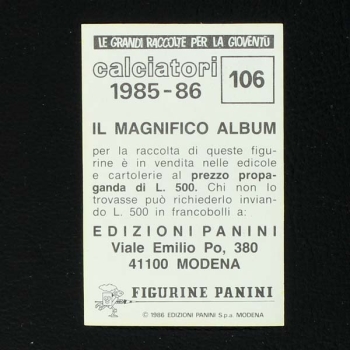 LE GRANDI RACCOLTE PER LA GIOVENTÙ
calciatori
1985-86
106
IL MAGNIFICO ALBUM
per la raccolta di queste figu-
rine è in vendita nelle edicole
e cartolerie al prezzo propa-
ganda di L. 500. Chi non lo
trovasse può richiederlo invian-
do L. 500 in francobolli a:
EDIZIONI PANINI
Viale Emilio Po, 380
41100 MODENA
FIGURINE PANINI
© 1986 EDIZIONI PANINI S.p.a. MODENA